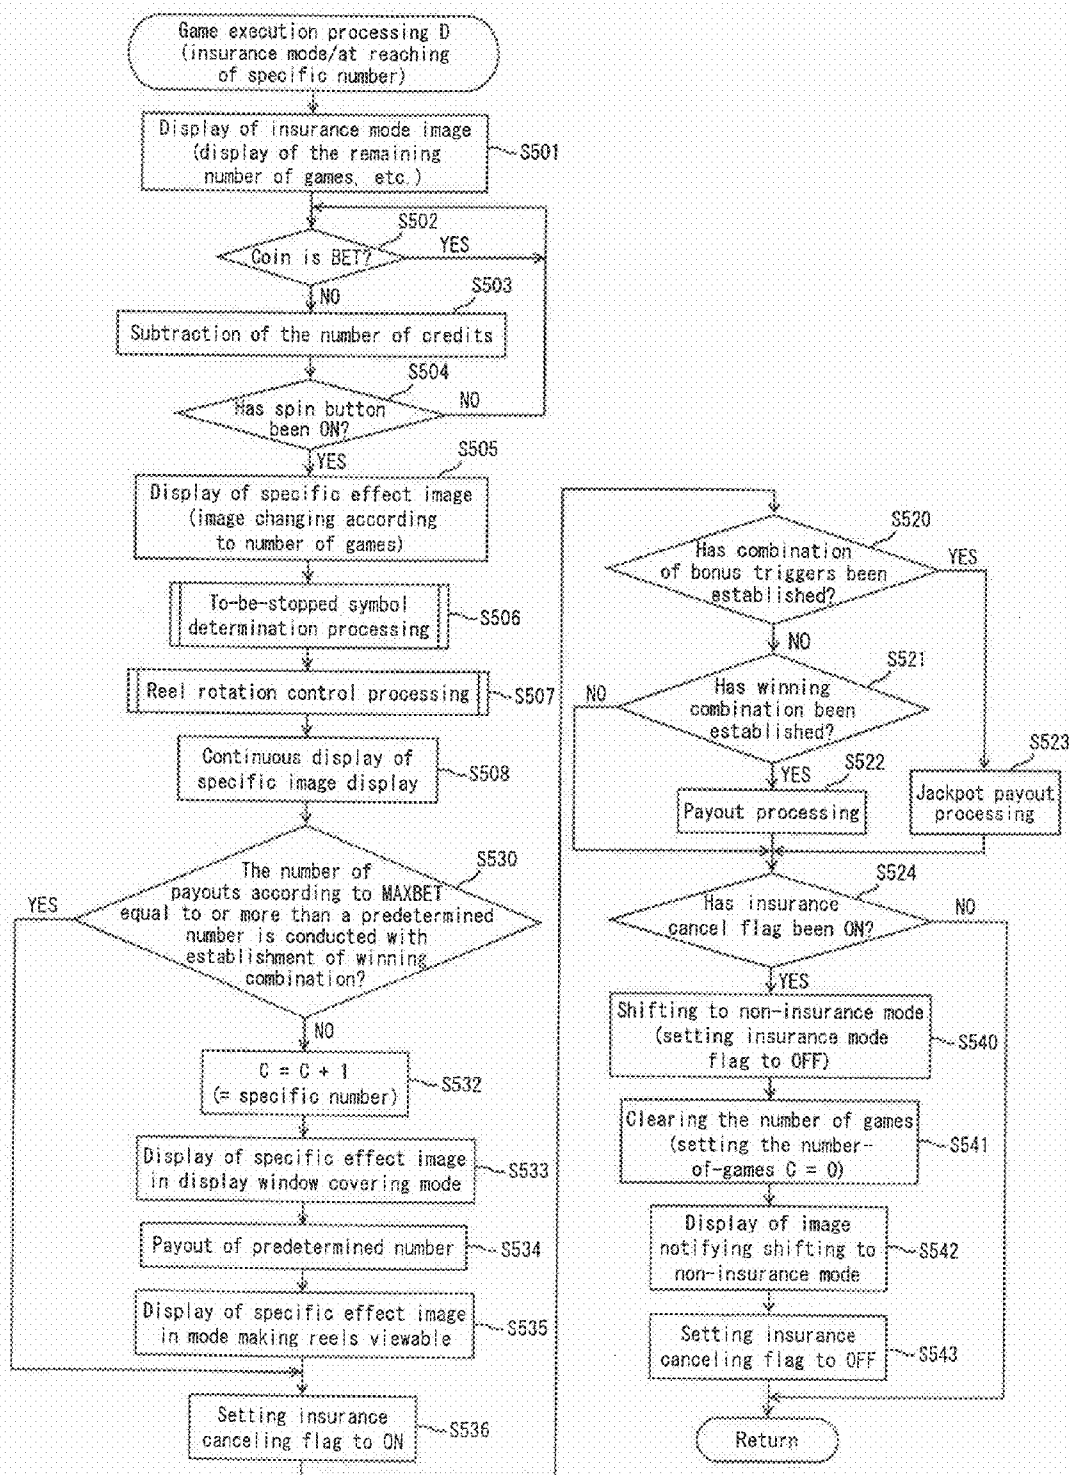 Game execution processing D
(insurance mode/at reaching
of specific number)
Display of insurance mode image
(display of the remaining
number of games, etc.)
S501
S502
Coin is BET?
YES
NO
S503
Subtraction of the number of credits
S504
Has spin button
been ON?
NO
YES
S505
Display of specific effect image
(image changing according
to number of games)
To-be-stopped symbol
determination processing
S506
Reel rotation control processing
S507
Continuous display of
specific image display
S508
S530
The number of
payouts according to MAXBET
equal to or more than a predetermined
number is conducted with
establishment of winning
combination?
YES
NO
C = C + 1
(= specific number)
S532
Display of specific effect image
in display window covering mode
S533
Payout of predetermined number
S534
Display of specific effect image
in mode making reels viewable
S535
Setting insurance
canceling flag to ON
S536
S520
Has combination
of bonus triggers been
established?
YES
NO
S521
Has winning
combination been
established?
NO
YES
S522
Payout processing
S523
Jackpot payout
processing
S524
Has insurance
cancel flag been ON?
NO
YES
Shifting to non-insurance mode
(setting insurance mode
flag to OFF)
S540
Clearing the number of games
(setting the number-
of-games C = 0)
S541
Display of image
notifying shifting to
non-insurance mode
S542
Setting insurance
canceling flag to OFF
S543
Return